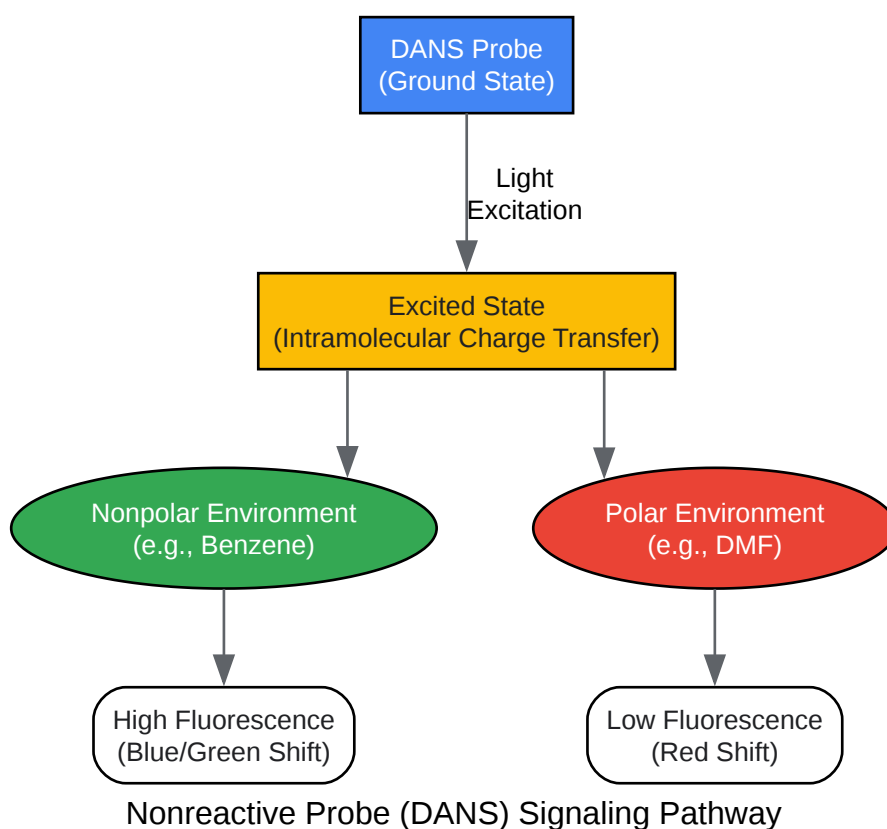 DANS Probe
(Ground State)
Light
Excitation
Excited State
(Intramolecular Charge Transfer)
Nonpolar Environment
(e.g., Benzene)
Polar Environment
(e.g., DMF)
High Fluorescence
(Blue/Green Shift)
Low Fluorescence
(Red Shift)
Nonreactive Probe (DANS) Signaling Pathway